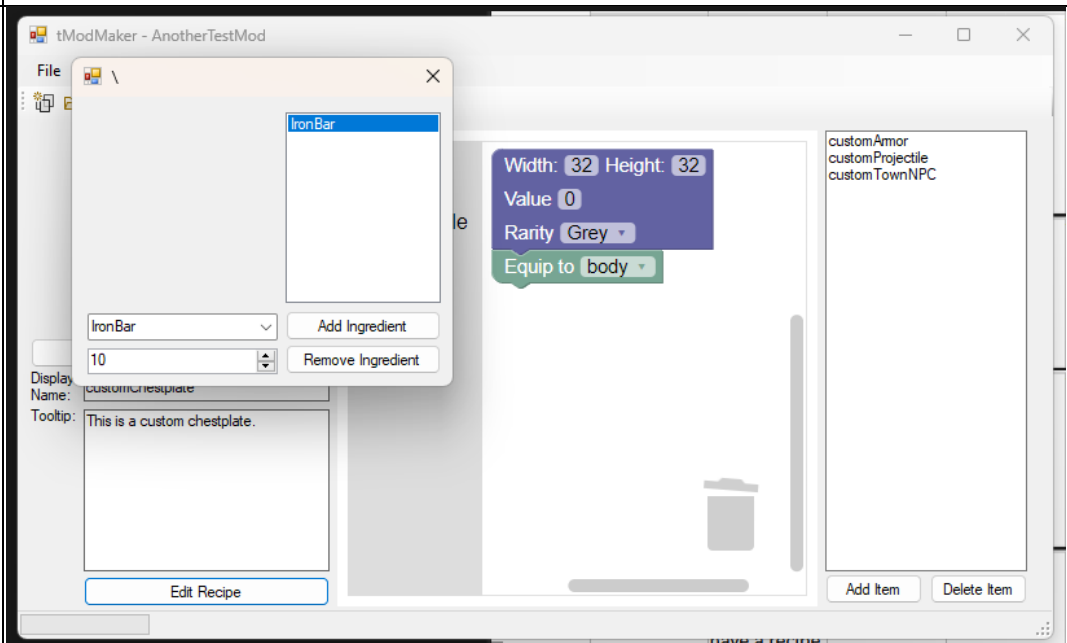 tModMaker - AnotherTestMod
File
\
IronBar
IronBar
Add Ingredient
10
Remove Ingredient
Width: 32 Height: 32
Value 0
Rarity Grey
Equip to body
customArmor
customProjectile
customTownNPC
Display
Name:
customChestplate
Tooltip:
This is a custom chestplate.
Edit Recipe
Add Item
Delete Item
have a recipe